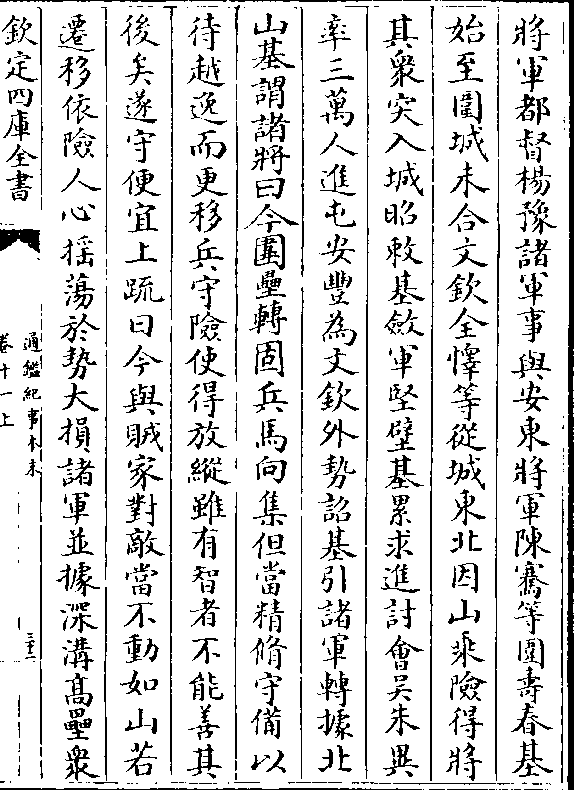 將軍都督楊豫諸軍事與安東將軍陳騫等圍壽春基
始至圍城未合文欽全懌等從城東北因山乘險得將
其衆突入城昭敕基斂軍堅壁基累求進討會吳朱異
率三萬人進屯安豐為文欽外勢詔基引諸軍轉據北
山基謂諸將曰今圍壘轉固兵馬向集但當精脩守備以
待越逸而更移兵守險使得放縱雖有智者不能善其
後矣遂守便宜上疏曰今與賊家對敵當不動如山若
遷移依險人心揺蕩於勢大損諸軍並據深溝髙壘衆
欽定四庫全書
通鑑紀事本末
卷十一上
三十二